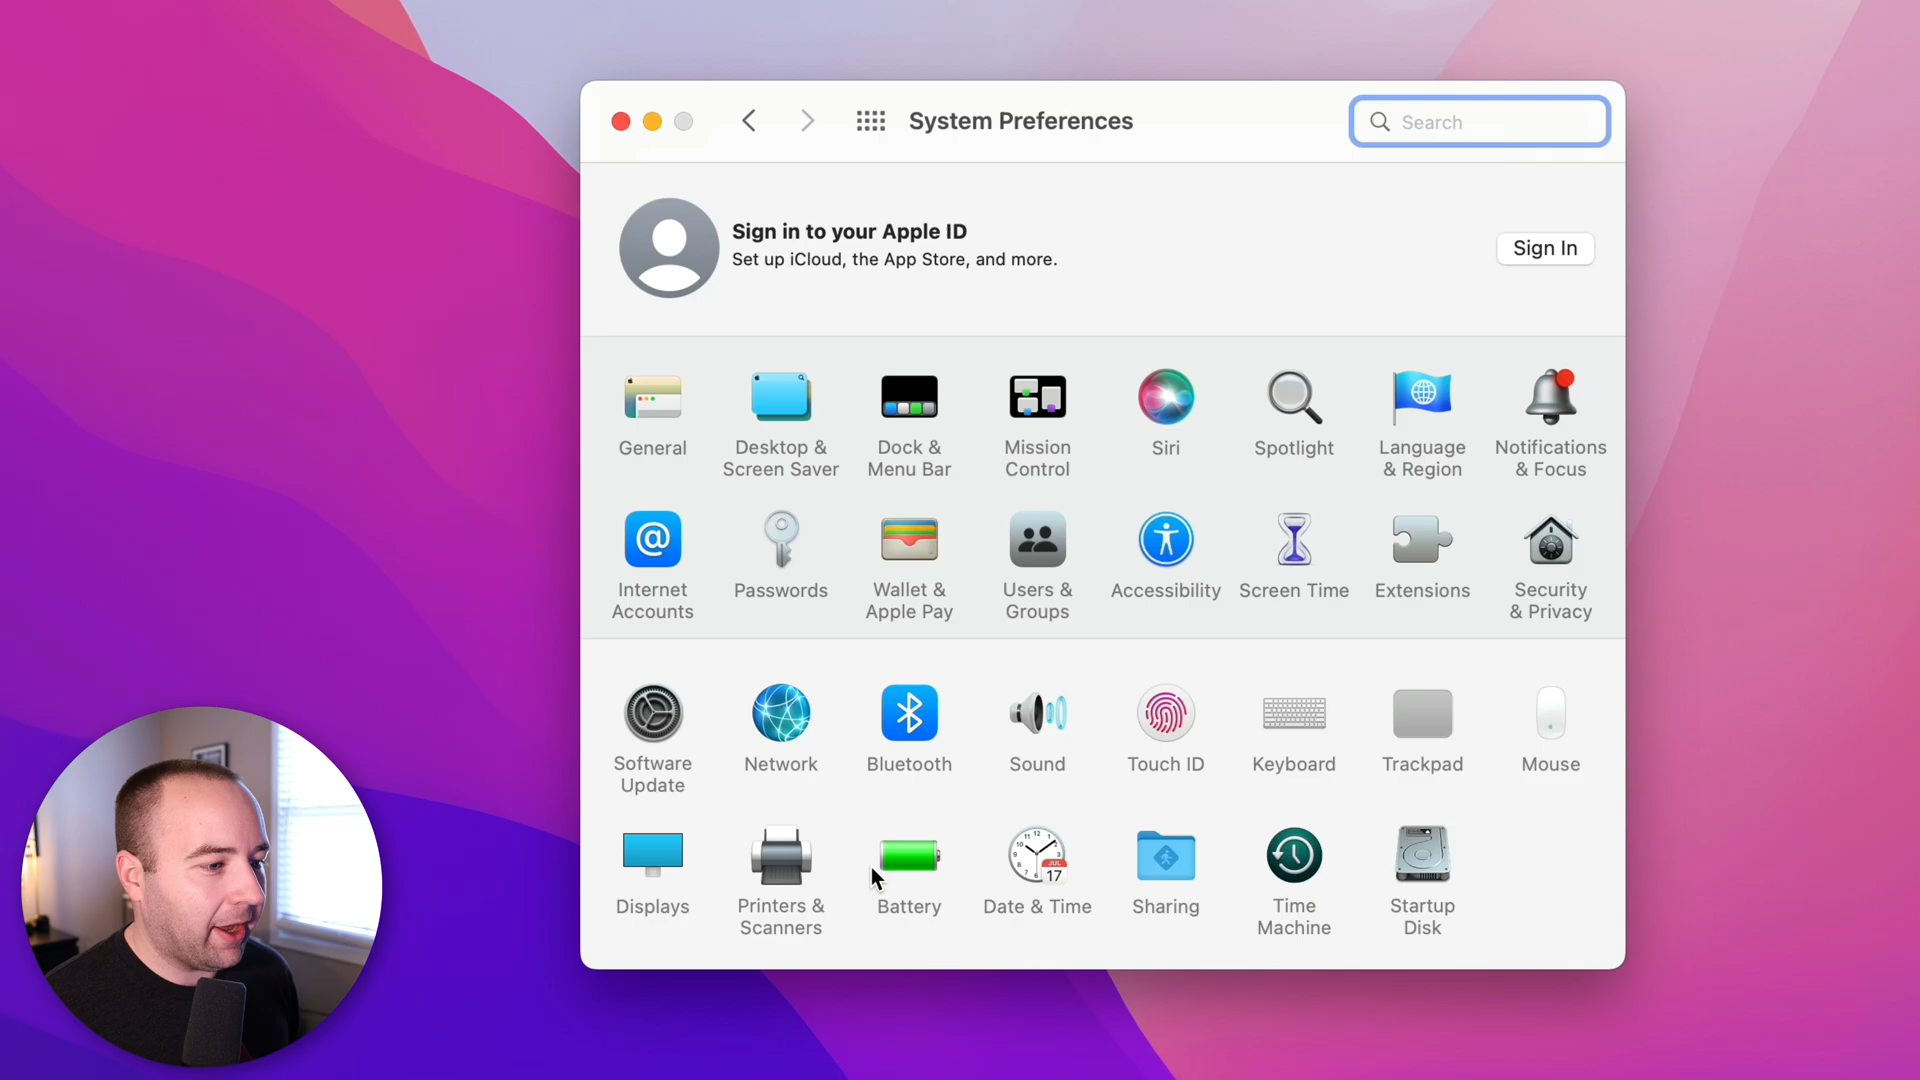 System Preferences
Search
Sign in to your Apple ID
Set up iCloud, the App Store, and more.
Sign In
General
Desktop &
Screen Saver
Dock &
Menu Bar
Mission
Control
Siri
Spotlight
Language
& Region
Notifications
& Focus
Internet
Accounts
Passwords
Wallet &
Apple Pay
Users &
Groups
Accessibility
Screen Time
Extensions
Security
& Privacy
Software
Update
Network
Bluetooth
Sound
Touch ID
Keyboard
Trackpad
Mouse
JUL
17
Displays
Printers &
Scanners
Battery
Date & Time
Sharing
Time
Machine
Startup
Disk